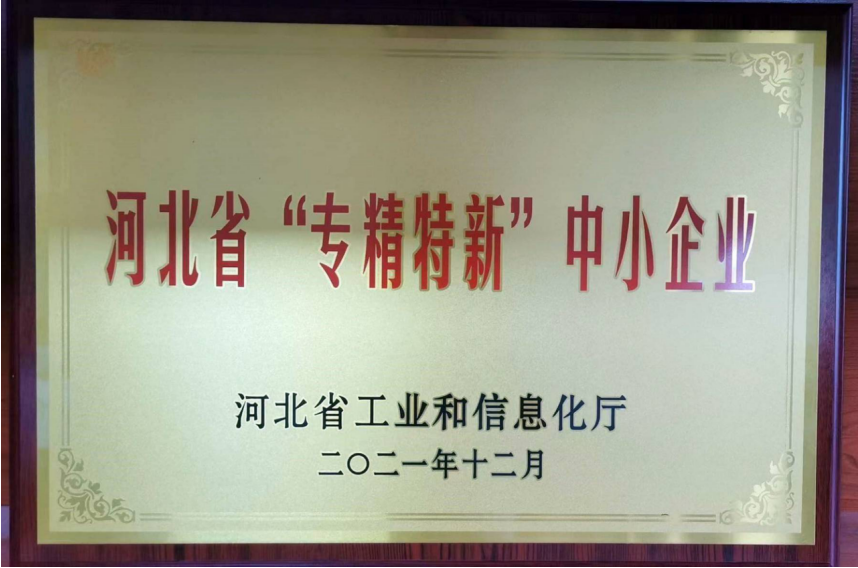 河北省“专精特新”中小企业
河北省工业和信息化厅
二〇二一年十二月